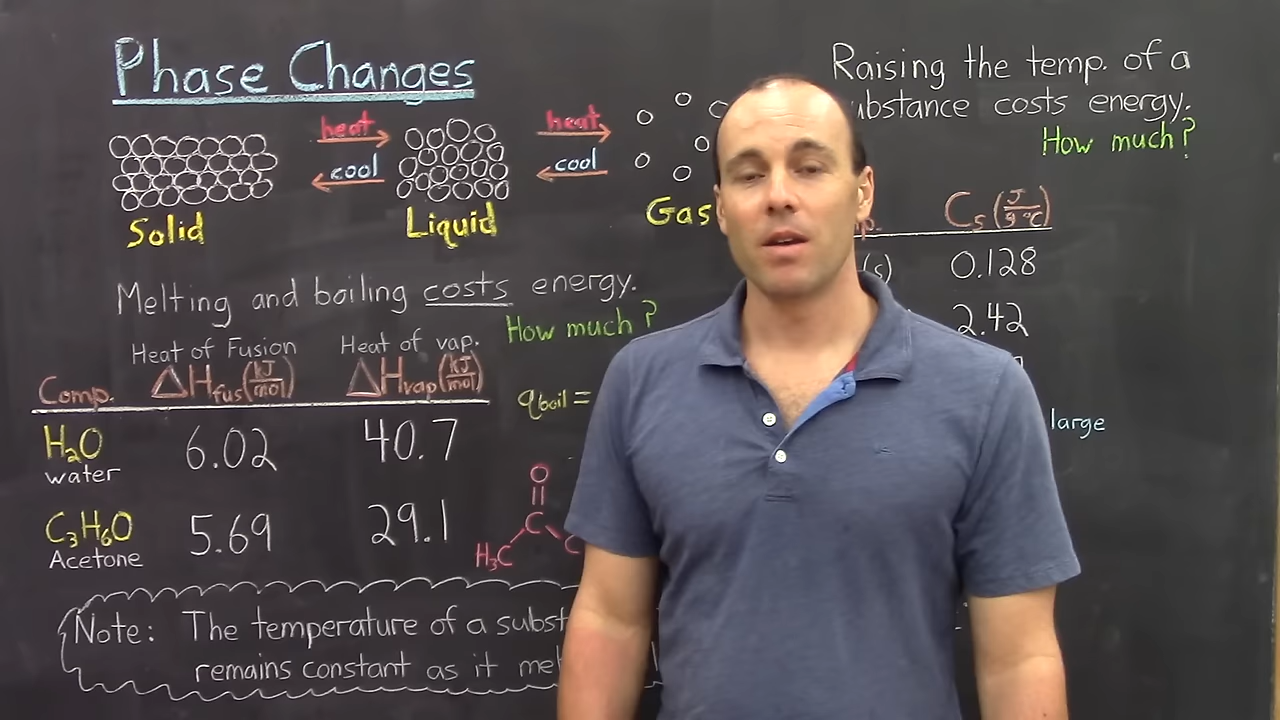 Phase Changes
heat
cool
heat
cool
Solid
Liquid
Gas
Melting and boiling costs energy.
How much?
Heat of Fusion
Heat of vap.
Comp.
ΔHfus(kJ/mol)
ΔHvap(kJ/mol)
H₂O
water
6.02
40.7
C₃H₆O
Acetone
5.69
29.1
qboil =
O
C
H₃C
C
Note: The temperature of a
remains constant as it
Raising the temp. of a
costs energy.
How much?
Cs(J/g°C)
(s) 0.128
2.42
large